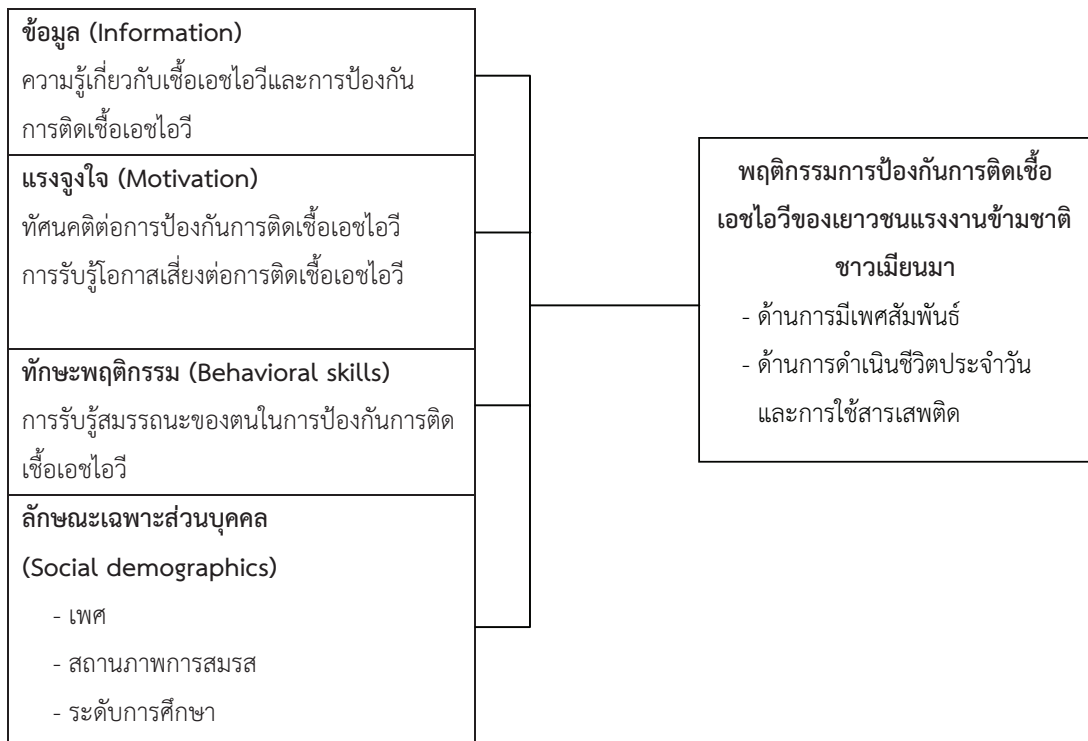 ข้อมูล (Information)
ความรู้เกี่ยวกับเชื้อเอชไอวีและการป้องกัน
การติดเชื้อเอชไอวี
แรงจูงใจ (Motivation)
ทัศนคติต่อการป้องกันการติดเชื้อเอชไอวี
การรับรู้โอกาสเสี่ยงต่อการติดเชื้อเอชไอวี
ทักษะพฤติกรรม (Behavioral skills)
การรับรู้สมรรถนะของตนในการป้องกันการติด
เชื้อเอชไอวี
ลักษณะเฉพาะส่วนบุคคล
(Social demographics)
- เพศ
- สถานภาพการสมรส
- ระดับการศึกษา
พฤติกรรมการป้องกันการติดเชื้อ
เอชไอวีของเยาวชนแรงงานข้ามชาติ
ชาวเมียนมา
- ด้านการมีเพศสัมพันธ์
- ด้านการดำเนินชีวิตประจำวัน
และการใช้สารเสพติด